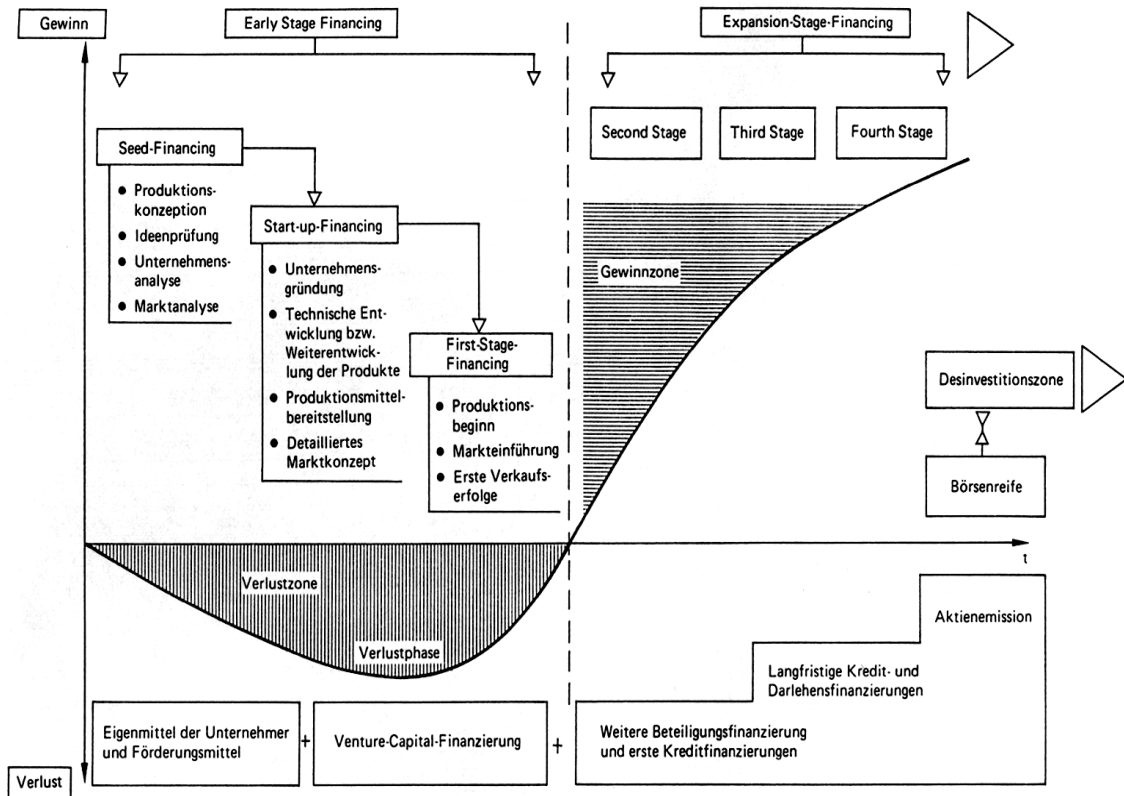 Gewinn
Early Stage Financing
Expansion-Stage-Financing
Second Stage
Third Stage
Fourth Stage
Seed-Financing
● Produktions-
konzeption
● Ideenprüfung
● Unternehmens-
analyse
● Marktanalyse
Start-up-Financing
● Unternehmens-
gründung
● Technische Ent-
wicklung bzw.
Weiterentwick-
lung der Produkte
● Produktionsmittel-
bereitstellung
● Detailliertes
Marktkonzept
First-Stage-
Financing
● Produktions-
beginn
● Markteinführung
● Erste Verkaufs-
erfolge
Gewinnzone
Desinvestitionszone
Börsenreife
t
Verlustzone
Verlustphase
Aktienemission
Langfristige Kredit- und
Darlehensfinanzierungen
Eigenmittel der Unternehmer
und Förderungsmittel
+
Venture-Capital-Finanzierung
+
Weitere Beteiligungsfinanzierung
und erste Kreditfinanzierungen
Verlust